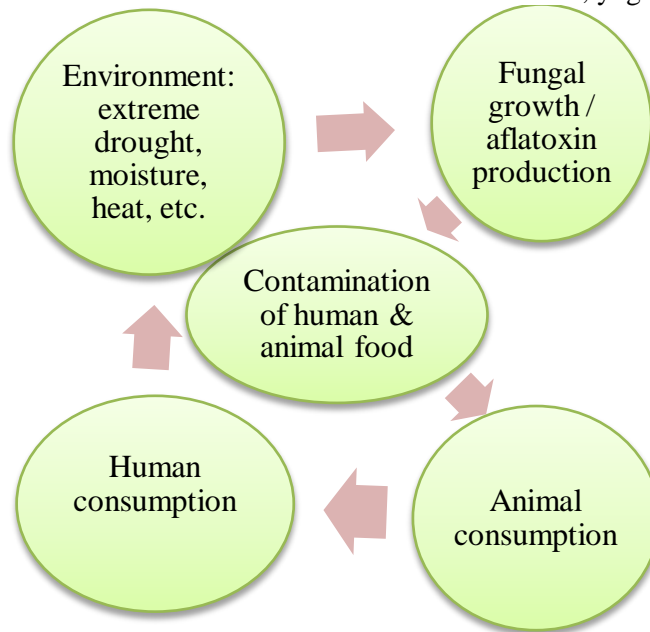 Environment:
extreme
drought,
moisture,
heat, etc.
Fungal
growth /
aflatoxin
production
Contamination
of human &
animal food
Animal
consumption
Human
consumption